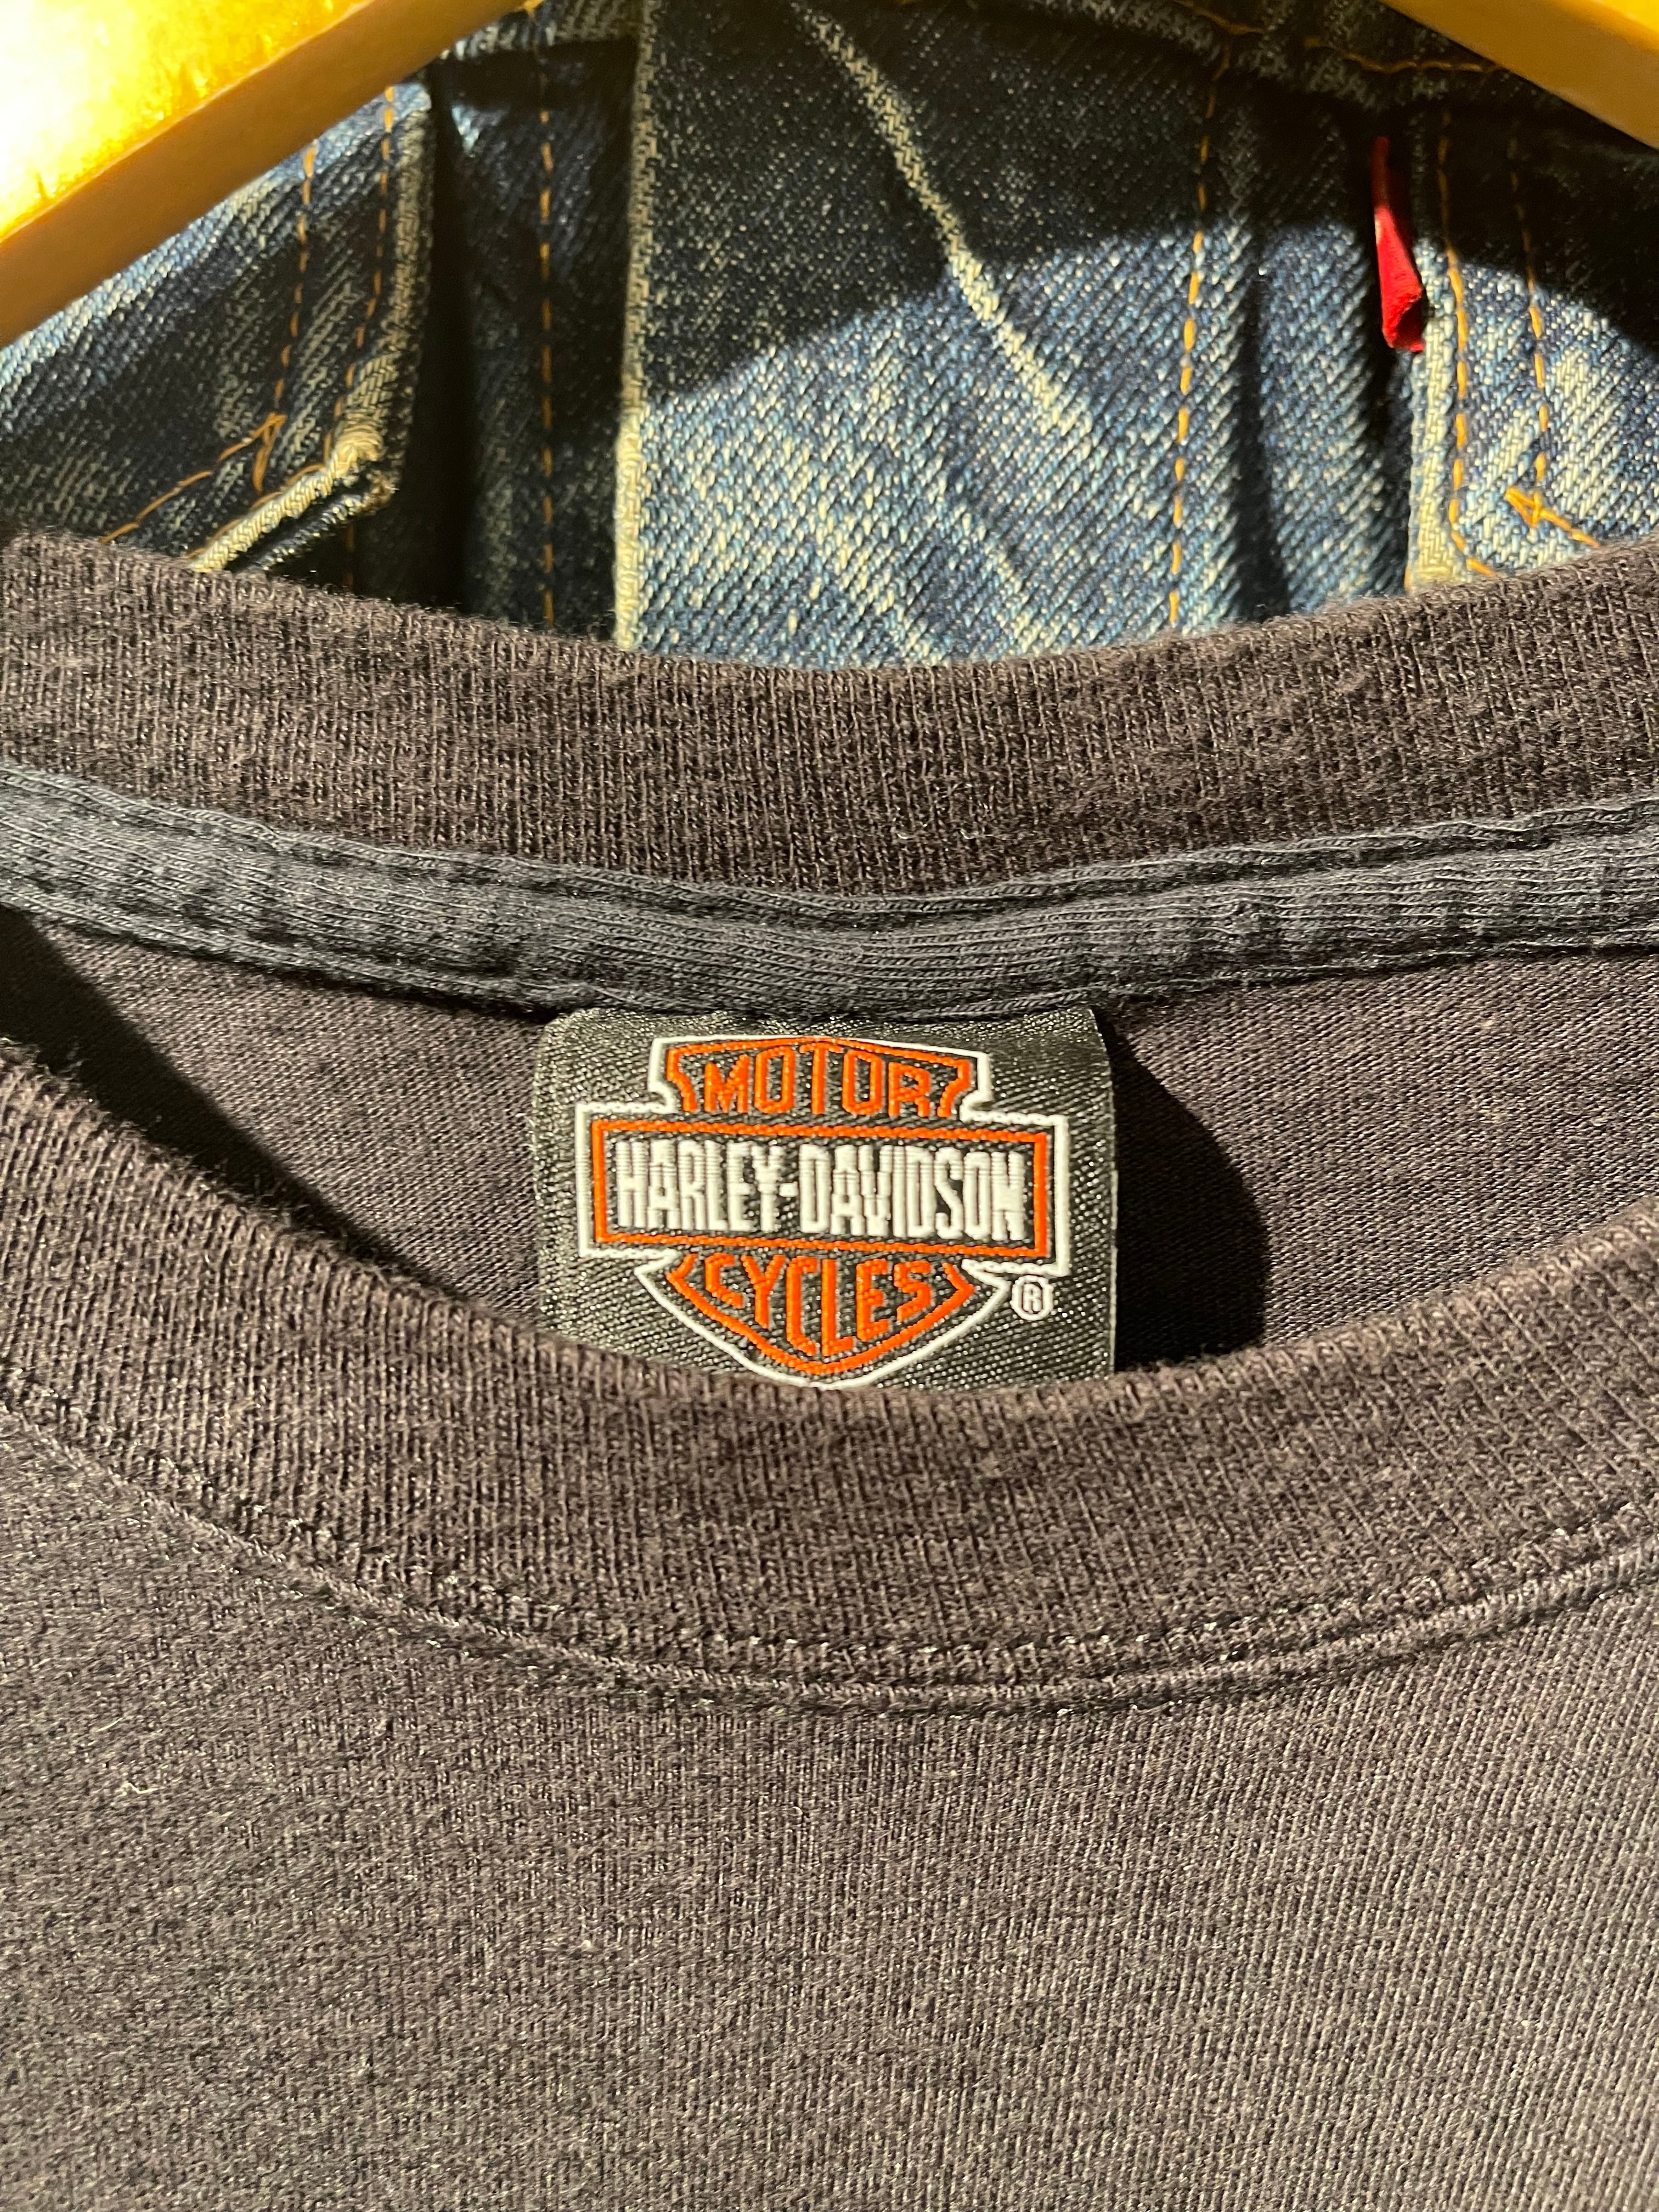 MOTOR
HARLEY-DAVIDSON
CYCLES
®